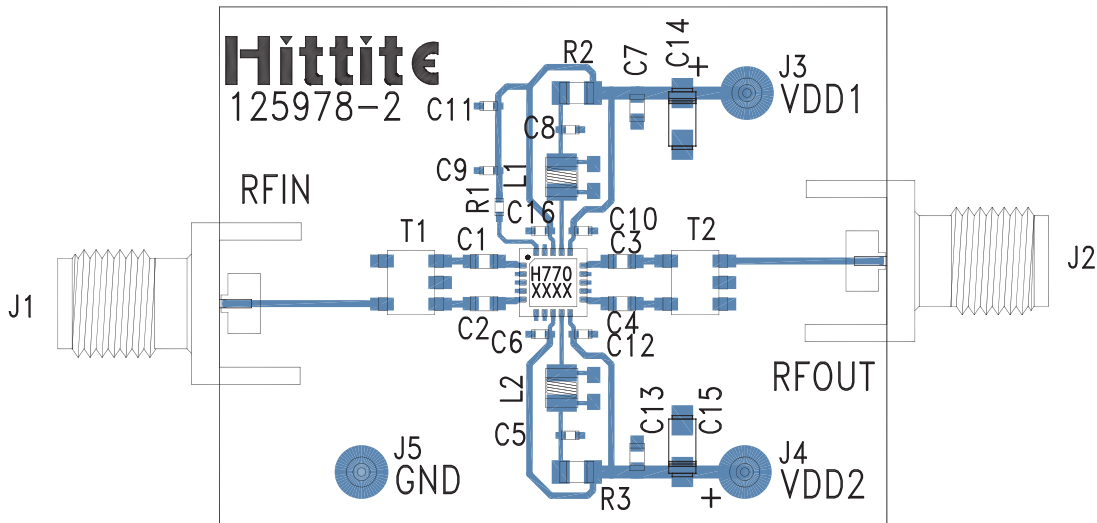 Hittite
125978-2
R2
C7
C14
+
J3
VDD1
C11
C8
C9
L1
R1
RFIN
C16
C10
T1
C1
C3
T2
H770
XXXX
J1
J2
C2
C6
C4
C12
RFOUT
L2
C5
C13
C15
J5
GND
R3
+
J4
VDD2